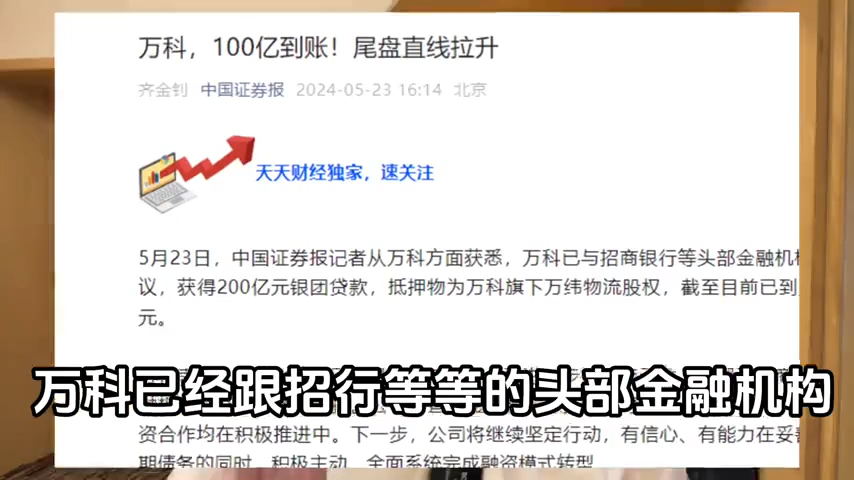 万科，100亿到账！尾盘直线拉升
齐金钊 中国证券报 2024-05-23 16:14 北京
天天财经独家，速关注
5月23日，中国证券报记者从万科方面获悉，万科已与招商银行等头部金融机
议，获得200亿元银团贷款，抵押物为万科旗下万纬物流股权，截至目前已到
元。
万科已经跟招行等等的头部金融机构
资合作均在积极推进中。下一步，公司将继续坚定行动，有信心、有能力在妥
期债务的同时，积极主动、全面系统完成融资模式转型